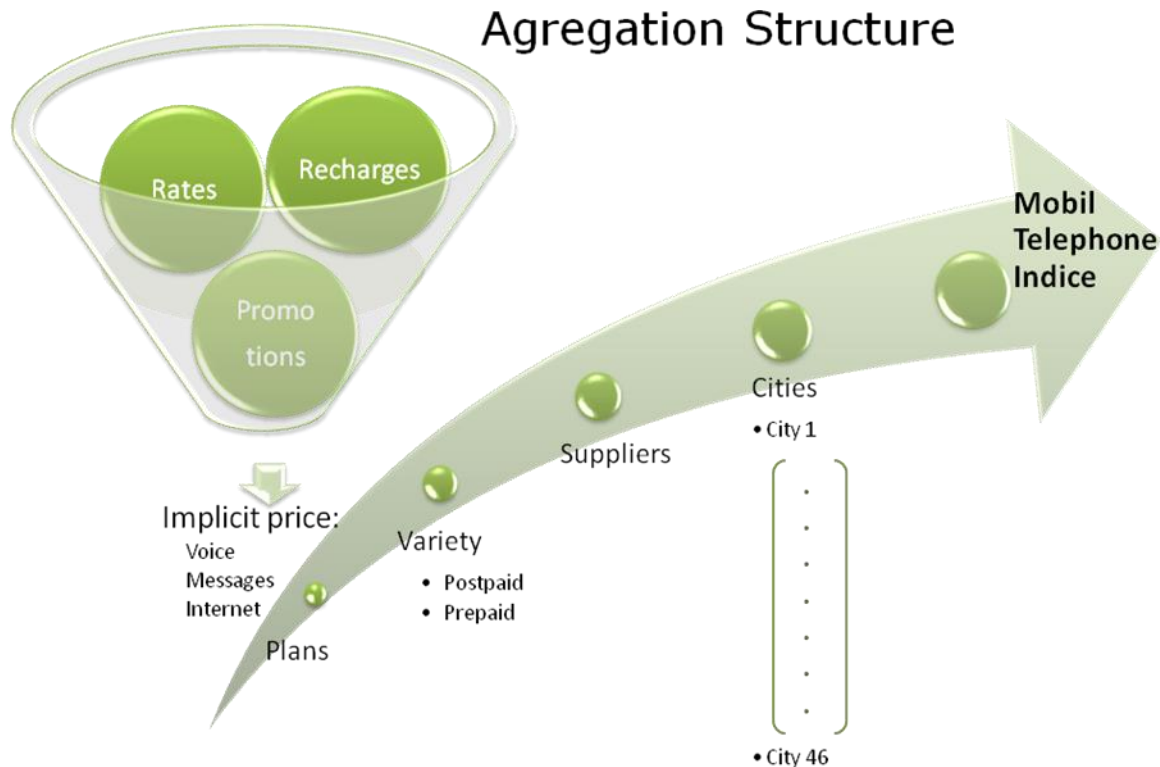 Agregation Structure
Rates
Recharges
Promo
tions
Implicit price:
Voice
Messages
Internet
Plans
Variety
• Postpaid
• Prepaid
Suppliers
Cities
• City 1
• City 46
Mobil
Telephone
Indice